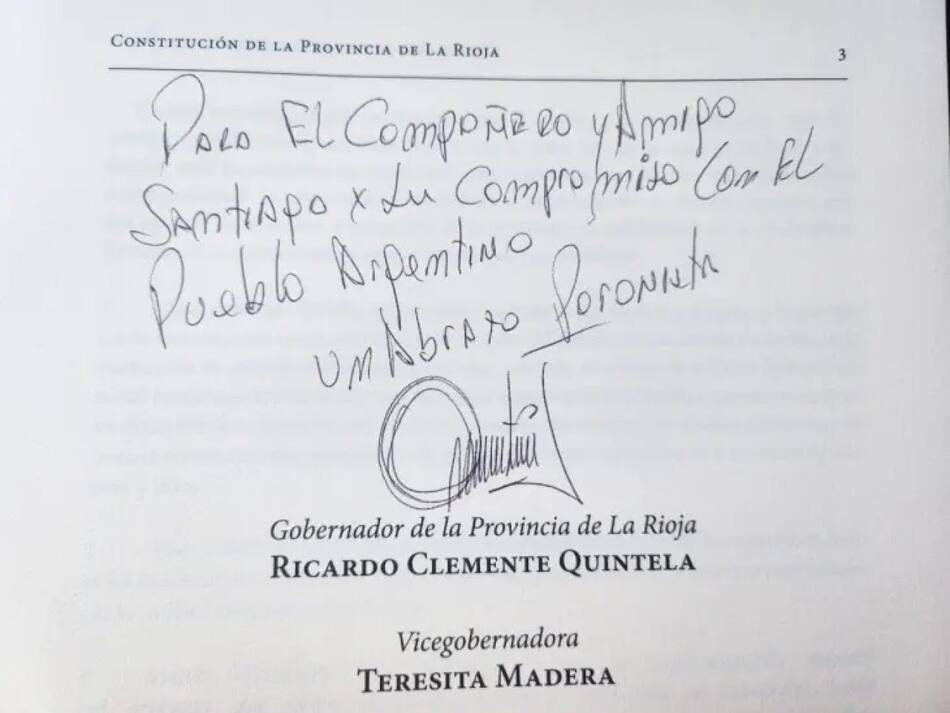 Constitución de la Provincia de La Rioja 3
Para El Compañero y Amigo
Santiago x su Compromiso Con El
Pueblo Argentino
un Abrazo Peronista
Gobernador de la Provincia de La Rioja
Ricardo Clemente Quintela
Vicegobernadora
Teresita Madera